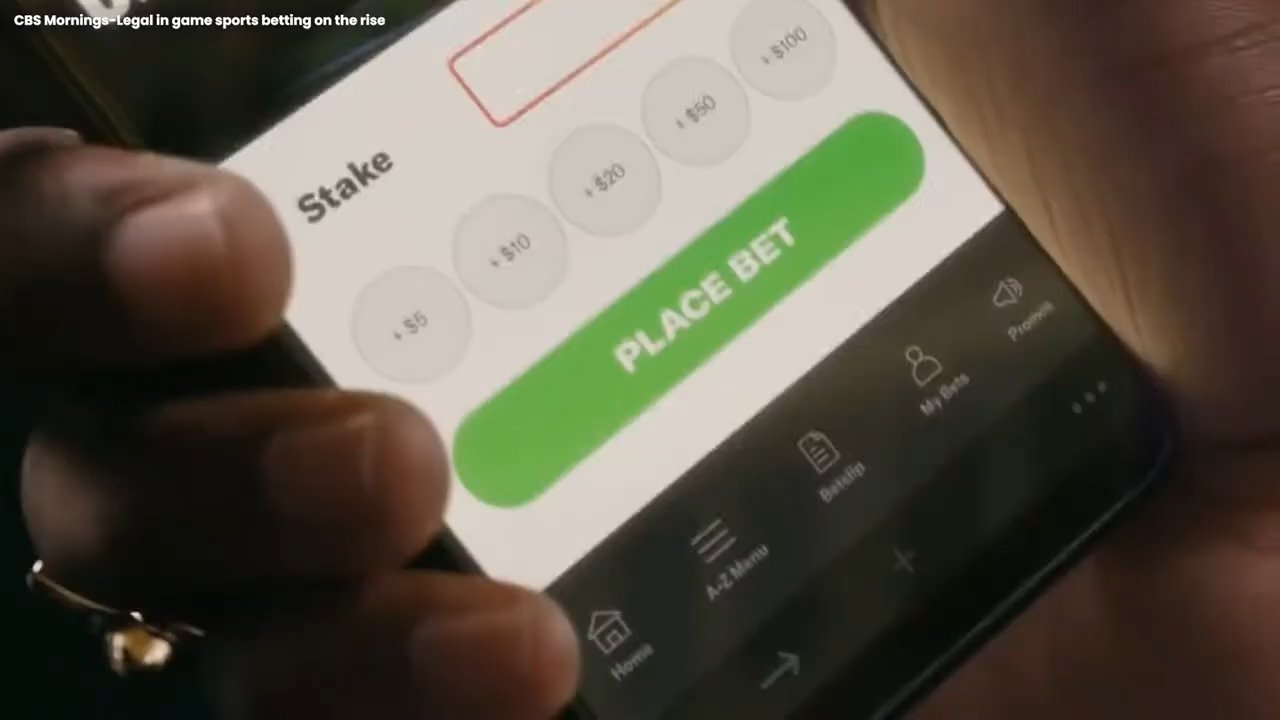 CBS Mornings-Legal in game sports betting on the rise
Stake
+ $5
+ $10
+ $20
+ $50
+ $100
PLACE BET
Home
A-Z Menu
Betslip
My Bets
Promos